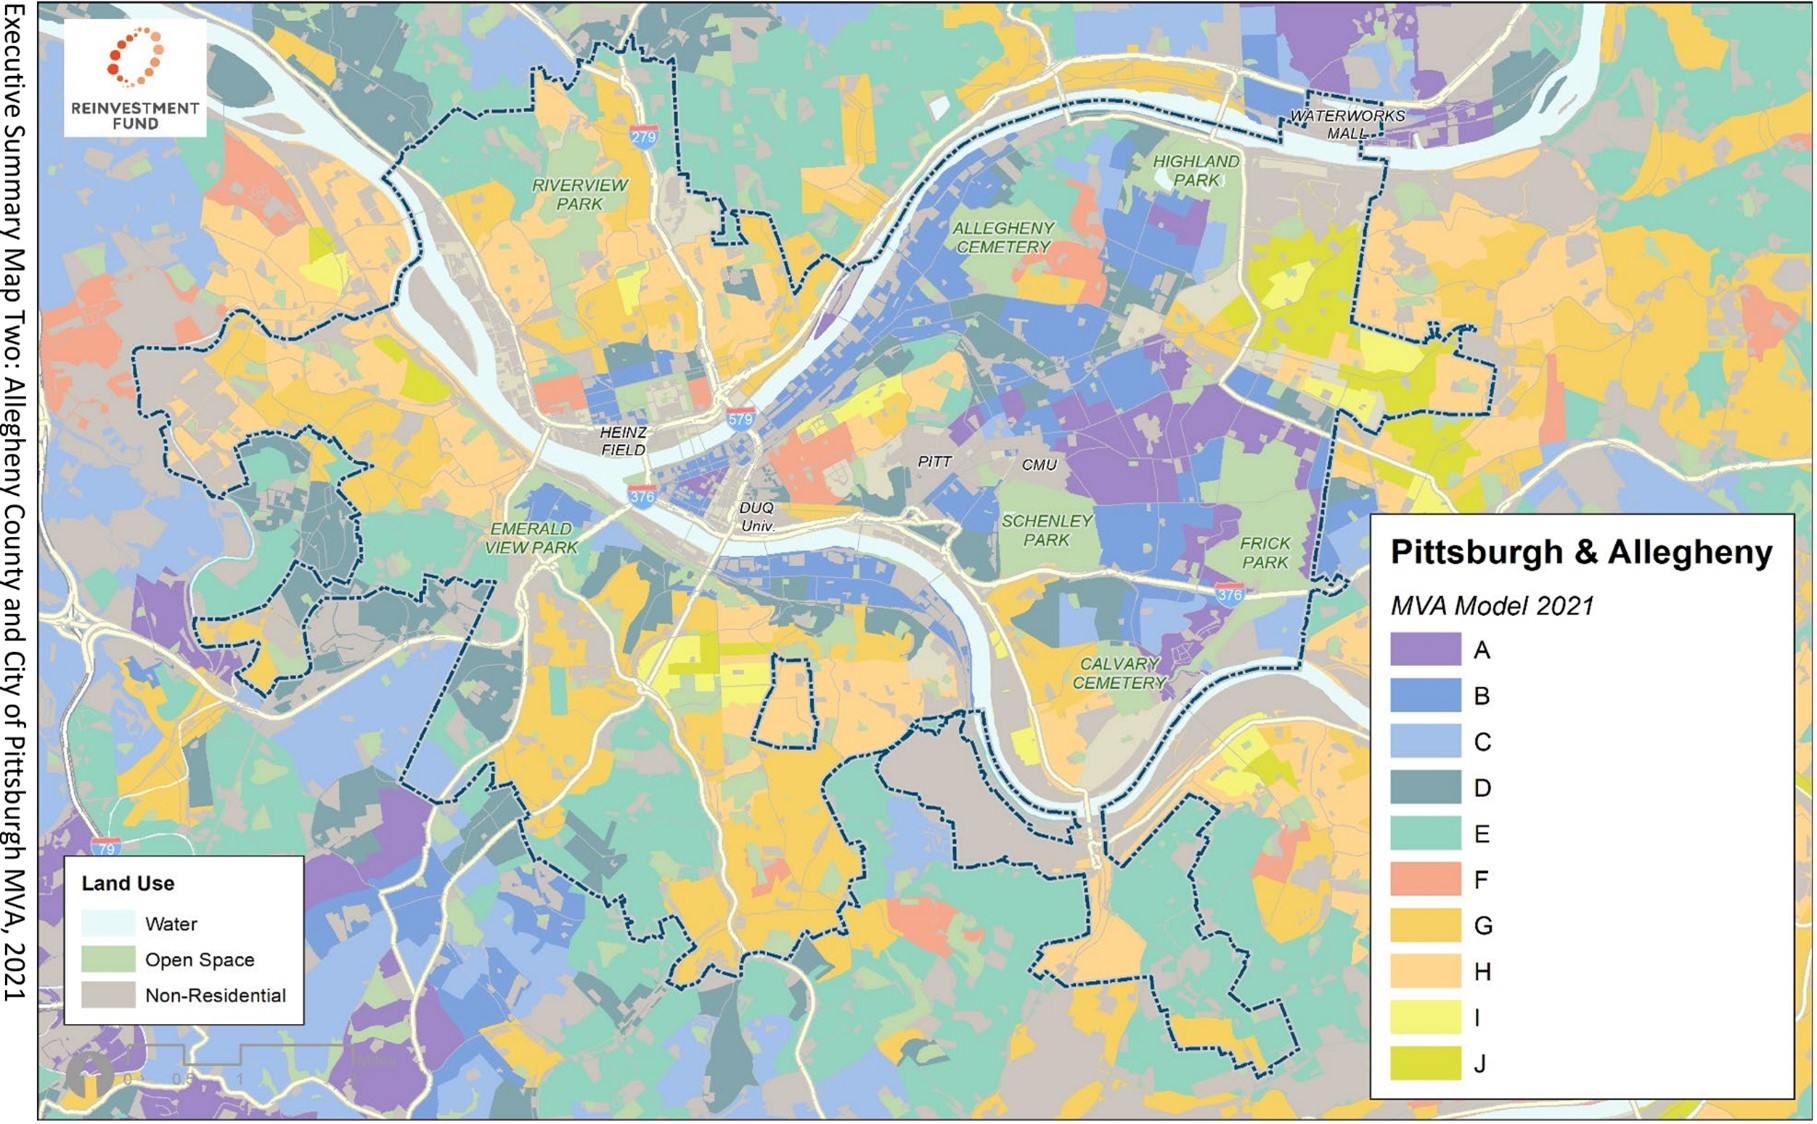 Executive Summary Map Two: Allegheny County and City of Pittsburgh MVA, 2021
REINVESTMENT
FUND
279
RIVERVIEW
PARK
WATERWORKS
MALL
HIGHLAND
PARK
ALLEGHENY
CEMETERY
579
HEINZ
FIELD
PITT
CMU
376
DUQ
Univ.
EMERALD
VIEW PARK
SCHENLEY
PARK
FRICK
PARK
376
CALVARY
CEMETERY
79
Pittsburgh & Allegheny
MVA Model 2021
A
B
C
D
E
F
G
H
I
J
Land Use
Water
Open Space
Non-Residential
0 0.5 1